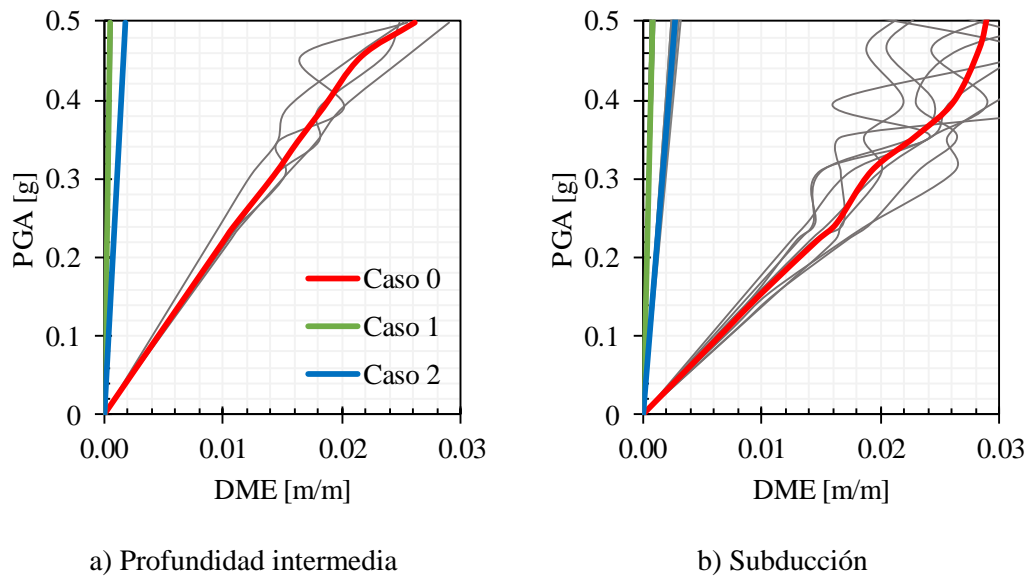 0.5
0.4
0.3
0.2
0.1
0
PGA [g]
0.00 0.01 0.02 0.03
DME [m/m]
Caso 0
Caso 1
Caso 2
a) Profundidad intermedia
0.5
0.4
0.3
0.2
0.1
0
PGA [g]
0.00 0.01 0.02 0.03
DME [m/m]
b) Subducción